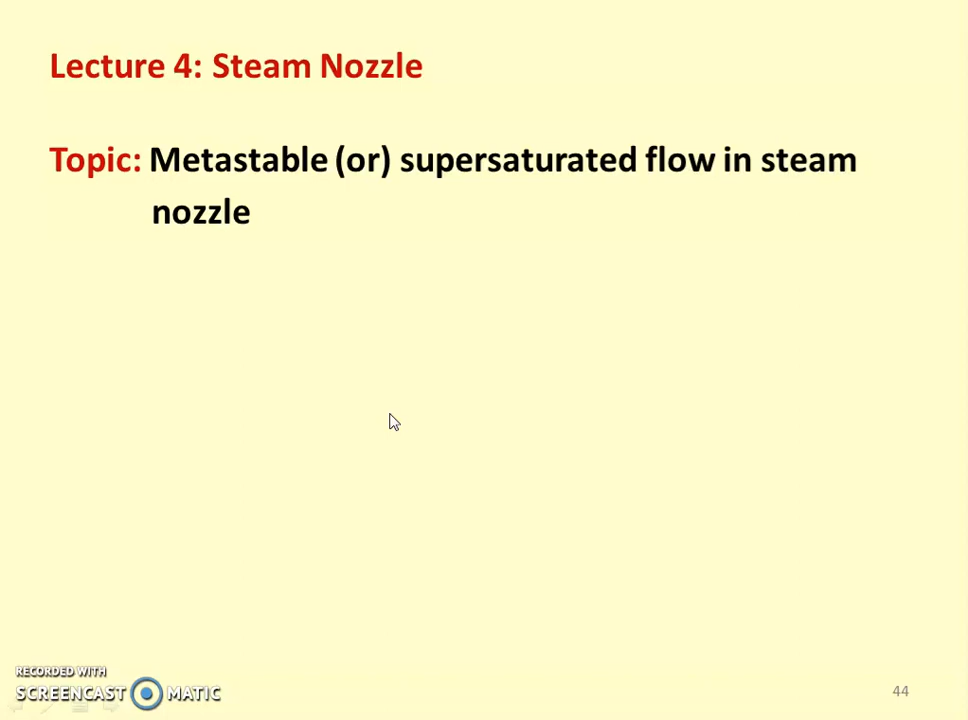 Lecture 4: Steam Nozzle
Topic: Metastable (or) supersaturated flow in steam
nozzle
RECORDED WITH
SCREENCAST MATIC
44